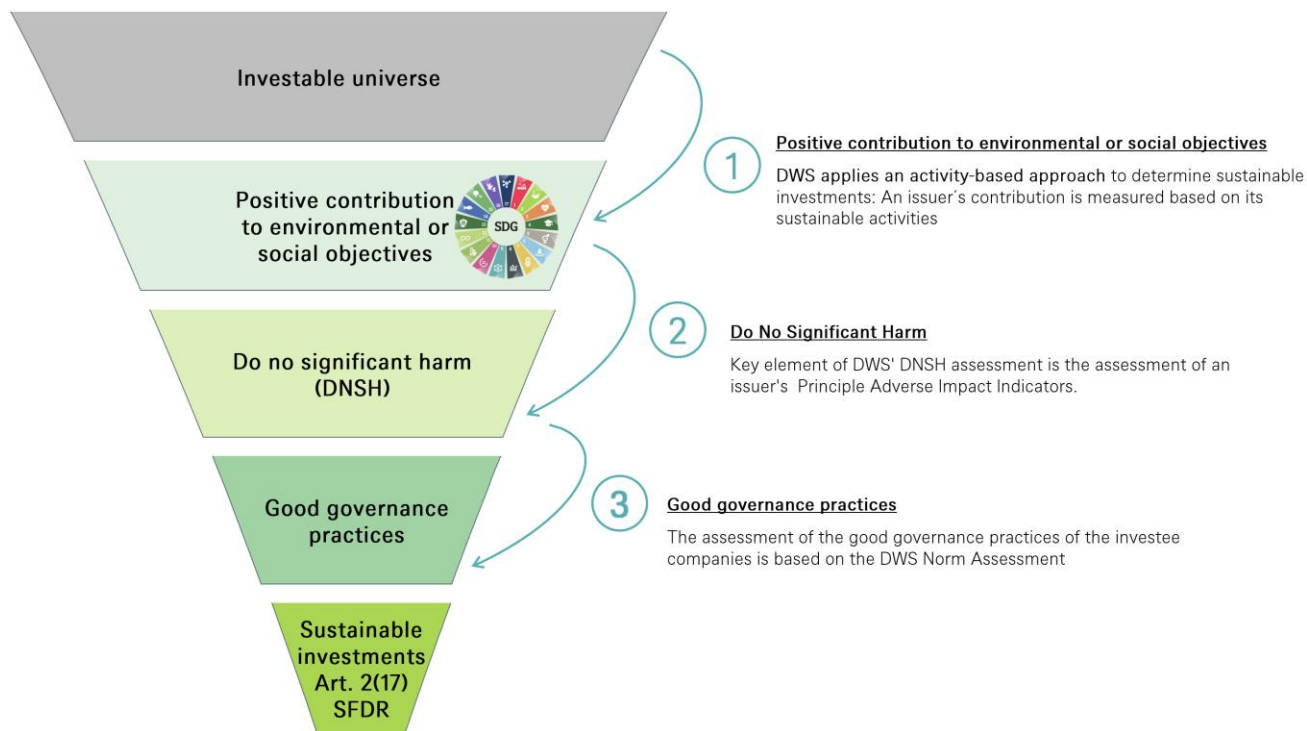 Investable universe
Positive contribution
to environmental or
social objectives
SDG
Do no significant harm
(DNSH)
Good governance
practices
Sustainable
investments
Art. 2(17)
SFDR
1
Positive contribution to environmental or social objectives
DWS applies an activity-based approach to determine sustainable
investments: An issuer´s contribution is measured based on its
sustainable activities
2
Do No Significant Harm
Key element of DWS' DNSH assessment is the assessment of an
issuer's Principle Adverse Impact Indicators.
3
Good governance practices
The assessment of the good governance practices of the investee
companies is based on the DWS Norm Assessment